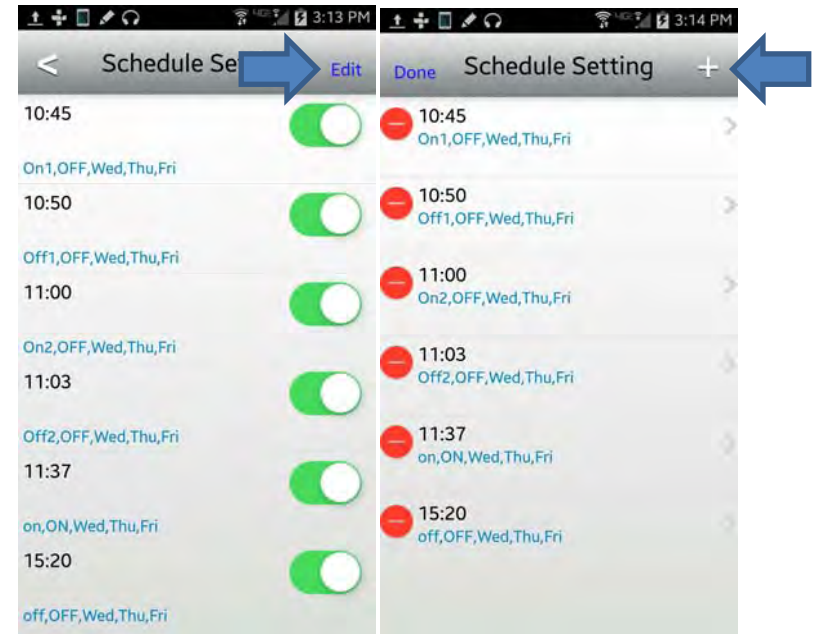 3:13 PM
< Schedule Se Edit
10:45
On1,OFF,Wed,Thu,Fri
10:50
Off1,OFF,Wed,Thu,Fri
11:00
On2,OFF,Wed,Thu,Fri
11:03
Off2,OFF,Wed,Thu,Fri
11:37
on,ON,Wed,Thu,Fri
15:20
off,OFF,Wed,Thu,Fri
3:14 PM
Done Schedule Setting +
10:45
On1,OFF,Wed,Thu,Fri
10:50
Off1,OFF,Wed,Thu,Fri
11:00
On2,OFF,Wed,Thu,Fri
11:03
Off2,OFF,Wed,Thu,Fri
11:37
on,ON,Wed,Thu,Fri
15:20
off,OFF,Wed,Thu,Fri